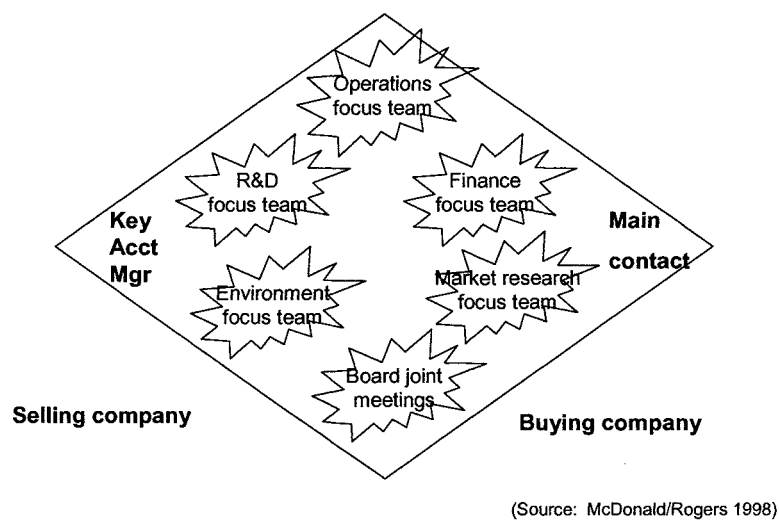 Operations
focus team
R&D
focus team
Finance
focus team
Key
Acct
Mgr
Main
contact
Environment
focus team
Market research
focus team
Board joint
meetings
Selling company
Buying company
(Source: McDonald/Rogers 1998)